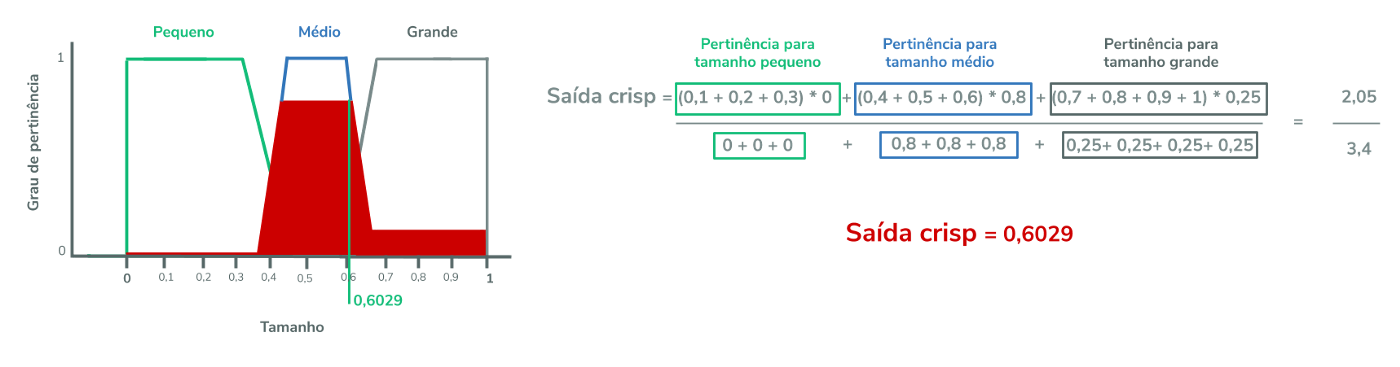 Pequeno
Médio
Grande
Grau de pertinência
1
0
0 0,1 0,2 0,3 0,4 0,5 0,6 0,7 0,8 0,9 1
0,6029
Tamanho
Pertinência para
tamanho pequeno
Pertinência para
tamanho médio
Pertinência para
tamanho grande
Saída crisp = (0,1 + 0,2 + 0,3) * 0 + (0,4 + 0,5 + 0,6) * 0,8 + (0,7 + 0,8 + 0,9 + 1) * 0,25
0 + 0 + 0 + 0,8 + 0,8 + 0,8 + 0,25+ 0,25+ 0,25+ 0,25
=
2,05
3,4
Saída crisp = 0,6029